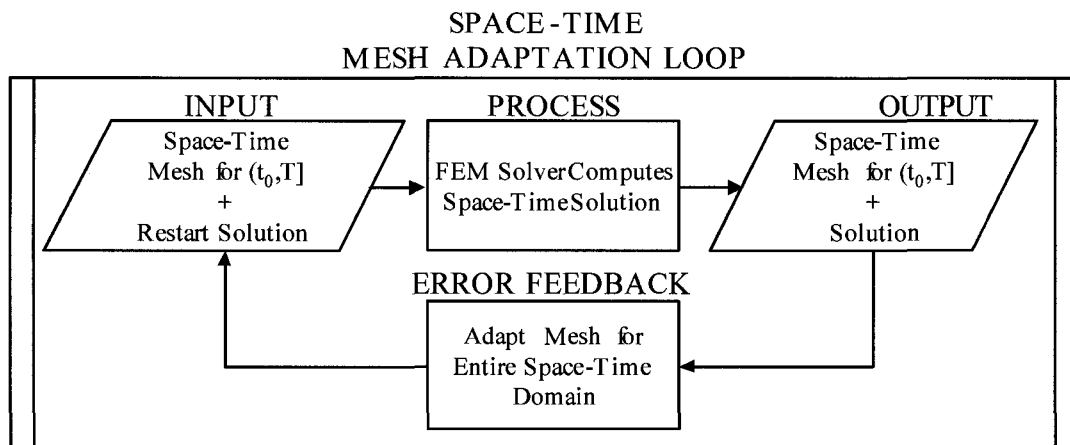 SPACE-TIME
MESH ADAPTATION LOOP
INPUT
Space-Time
Mesh for (t0,T]
+
Restart Solution
PROCESS
FEM SolverComputes
Space-TimeSolution
OUTPUT
Space-Time
Mesh for (t0,T]
+
Solution
ERROR FEEDBACK
Adapt Mesh for
Entire Space-Time
Domain